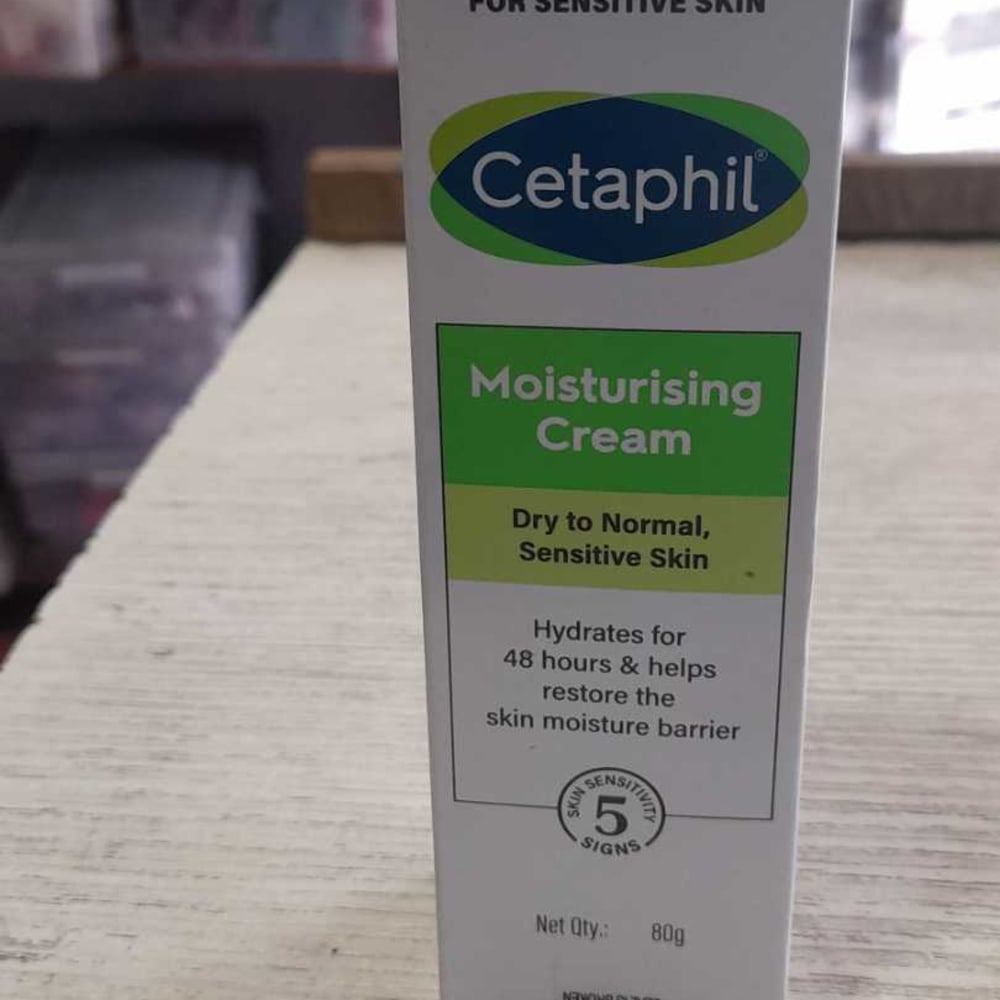 FOR SENSITIVE SKIN
Cetaphil®
Moisturising
Cream
Dry to Normal,
Sensitive Skin
Hydrates for
48 hours & helps
restore the
skin moisture barrier
SKIN SENSITIVITY
5
SIGNS
Net Qty.: 80g